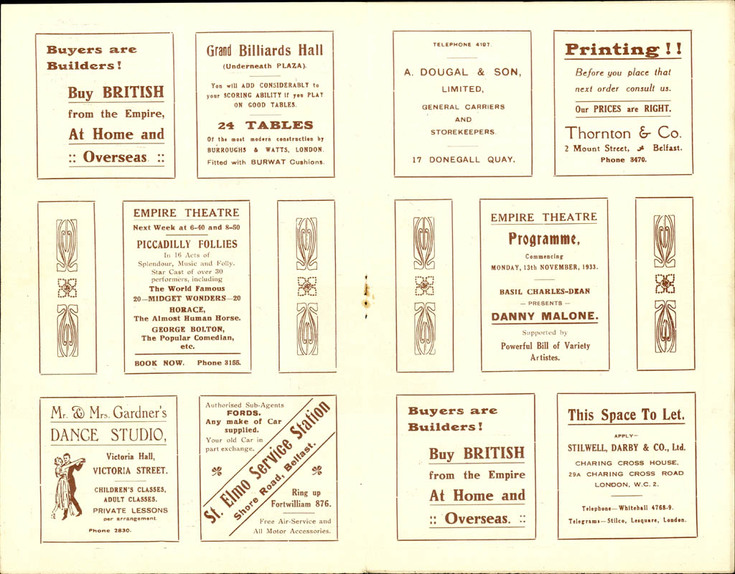 Buyers are
Builders!
Buy BRITISH
from the Empire,
At Home and
:: Overseas. ::
Grand Billiards Hall
(Underneath PLAZA).
You will ADD CONSIDERABLY to
your SCORING ABILITY if you PLAY
ON GOOD TABLES.
24 TABLES
Of the most modern construction by
BURROUGHS & WATTS, LONDON.
Fitted with BURWAT Cushions.
TELEPHONE 4107.
A. DOUGAL & SON,
LIMITED,
GENERAL CARRIERS
AND
STOREKEEPERS
17 DONEGALL QUAY.
Printing!!
Before you place that
next order consult us.
Our PRICES are RIGHT.
Thornton & Co.
2 Mount Street, Belfast.
Phone 3470.
EMPIRE THEATRE
Next Week at 6-40 and 8-50
PICCADILLY FOLLIES
In 16 Acts of
Splendour, Music and Folly.
Star Cast of over 30
performers, including
The World Famous
20—MIDGET WONDERS—20
HORACE,
The Almost Human Horse.
GEORGE BOLTON,
The Popular Comedian,
etc.
BOOK NOW. Phone 3155.
EMPIRE THEATRE
Programme,
Commencing
MONDAY, 13th NOVEMBER, 1933.
BASIL CHARLES-DEAN
— PRESENTS —
DANNY MALONE.
Supported by
Powerful Bill of Variety
Artistes.
Mr. & Mrs. Gardner's
DANCE STUDIO,
Victoria Hall,
VICTORIA STREET.
CHILDREN'S CLASSES,
ADULT CLASSES.
PRIVATE LESSONS
per arrangement.
Phone 2830.
Authorised Sub-Agents
FORDS.
Any make of Car
supplied.
Your old Car in
part exchange.
St. Elmo Service Station
Shore Road, Belfast.
Ring up
Fortwilliam 876.
Free Air-Service and
All Motor Accessories.
Buyers are
Builders!
Buy BRITISH
from the Empire
At Home and
:: Overseas. ::
This Space To Let.
APPLY—
STILWELL, DARBY & CO., Ltd.
CHARING CROSS HOUSE,
29A CHARING CROSS ROAD
LONDON, W.C. 2.
Telephone—Whitehall 4768-9.
Telegrams—Stilco, Lesquare, London.